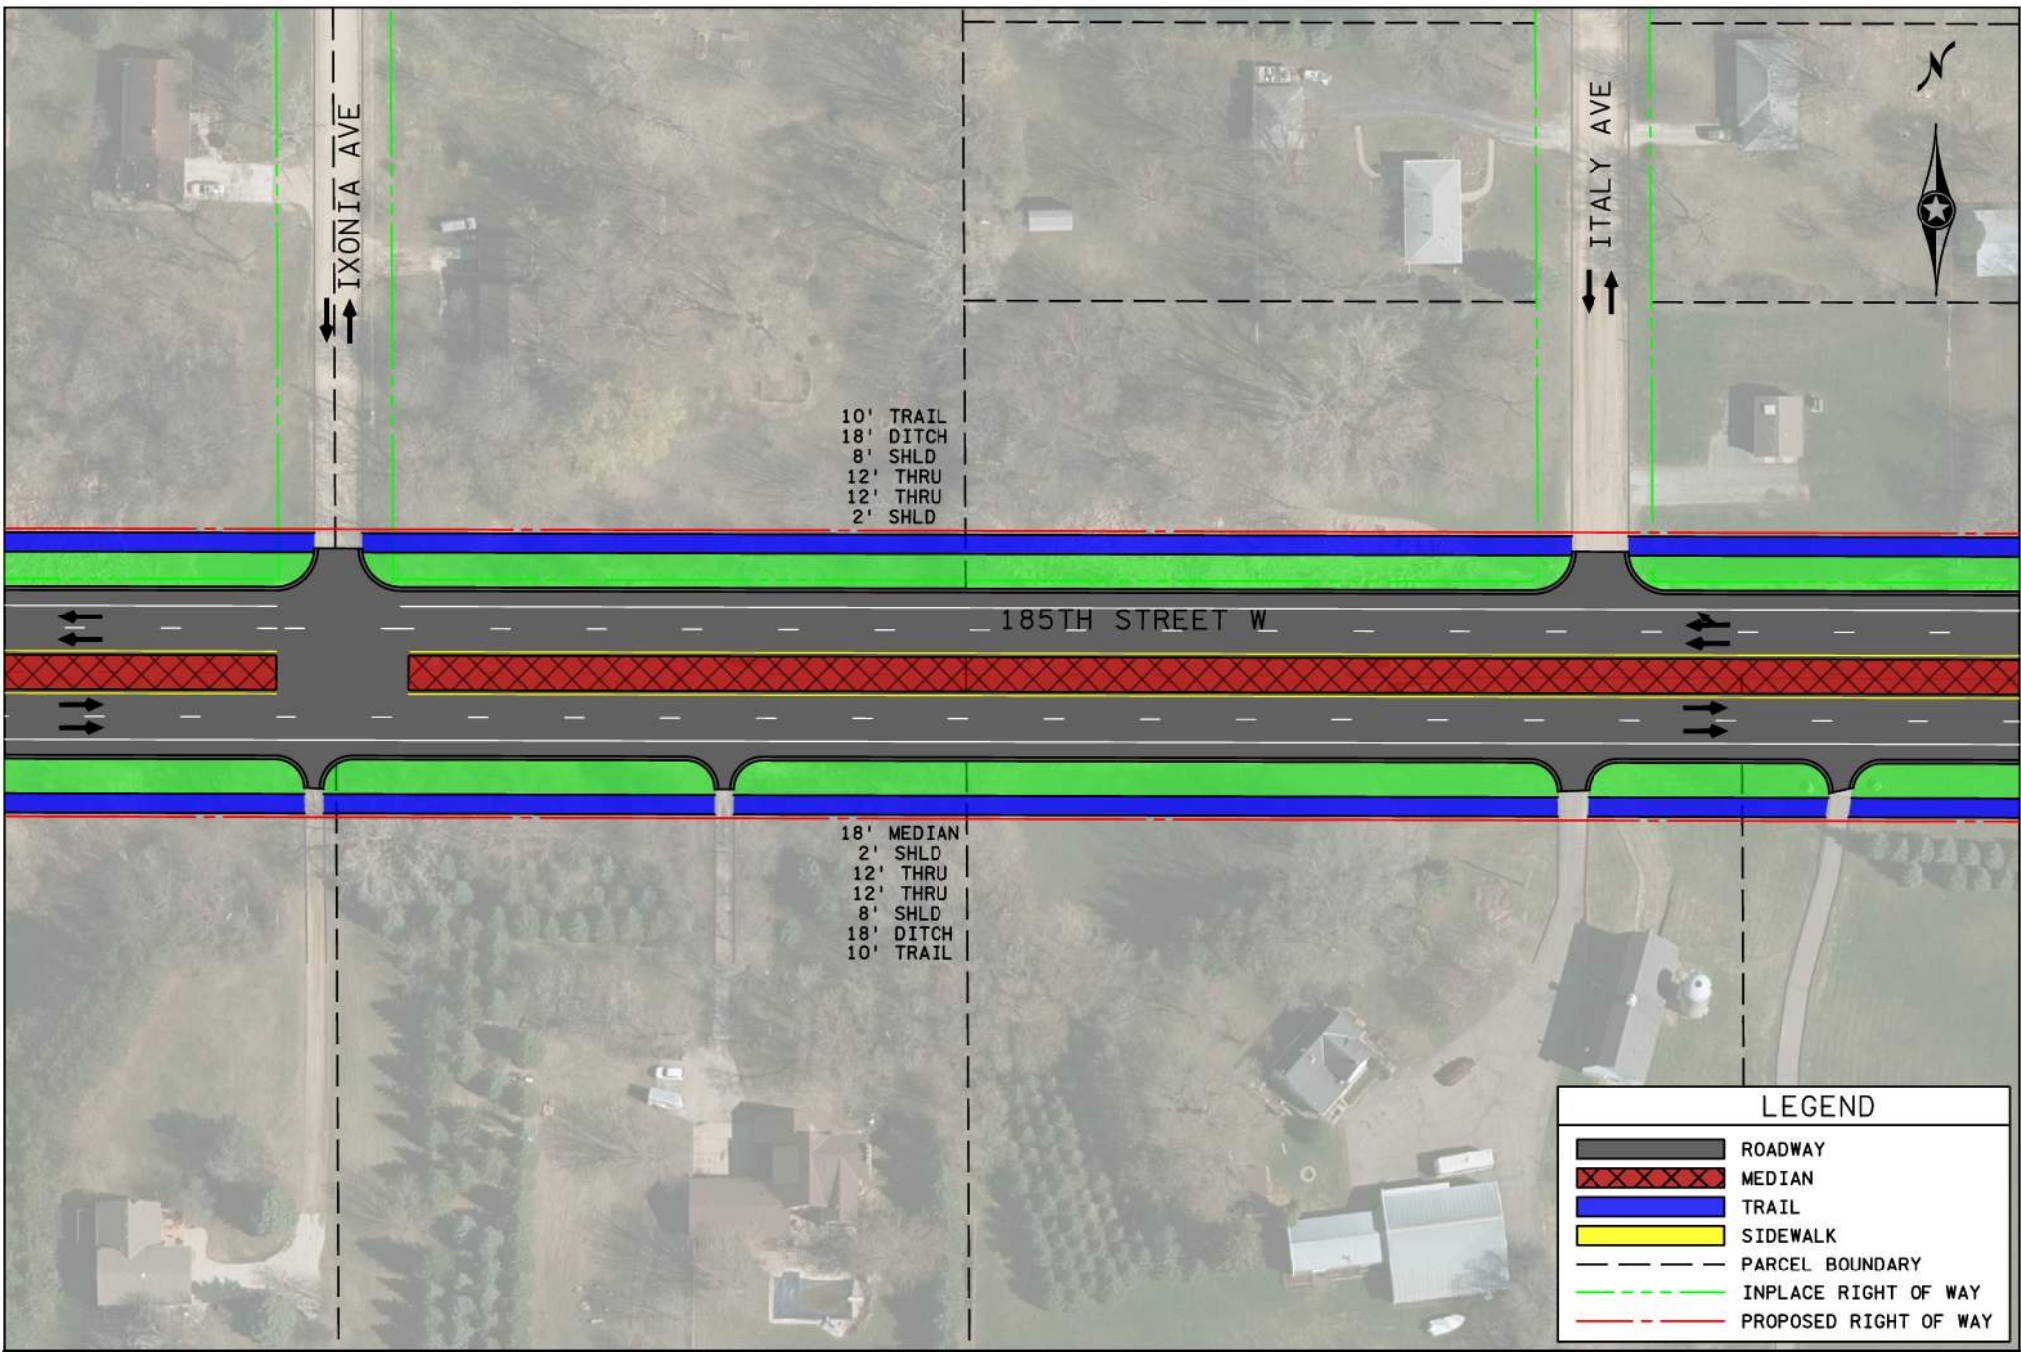 N
IXONIA AVE
ITALY AVE
10' TRAIL
18' DITCH
8' SHLD
12' THRU
12' THRU
2' SHLD
185TH STREET W
18' MEDIAN
2' SHLD
12' THRU
12' THRU
8' SHLD
18' DITCH
10' TRAIL
LEGEND
ROADWAY
MEDIAN
TRAIL
SIDEWALK
PARCEL BOUNDARY
INPLACE RIGHT OF WAY
PROPOSED RIGHT OF WAY